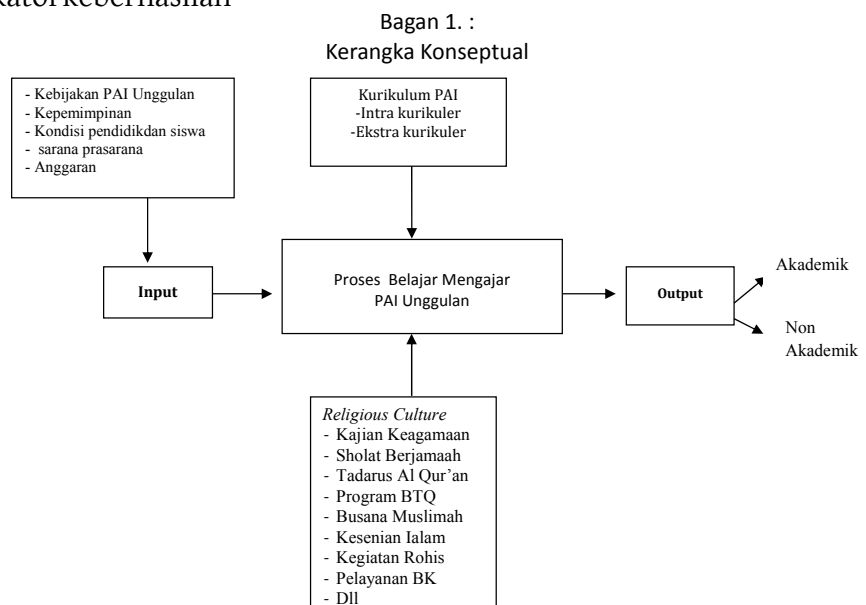 Bagan 1. :
Kerangka Konseptual
- Kebijakan PAI Unggulan
- Kepemimpinan
- Kondisi pendidikdan siswa
- sarana prasarana
- Anggaran
Kurikulum PAI
-Intra kurikuler
-Ekstra kurikuler
Input
Proses Belajar Mengajar
PAI Unggulan
Output
Akademik
Non
Akademik
Religious Culture
- Kajian Keagamaan
- Sholat Berjamaah
- Tadarus Al Qur’an
- Program BTQ
- Busana Muslimah
- Kesenian Ialam
- Kegiatan Rohis
- Pelayanan BK
- Dll